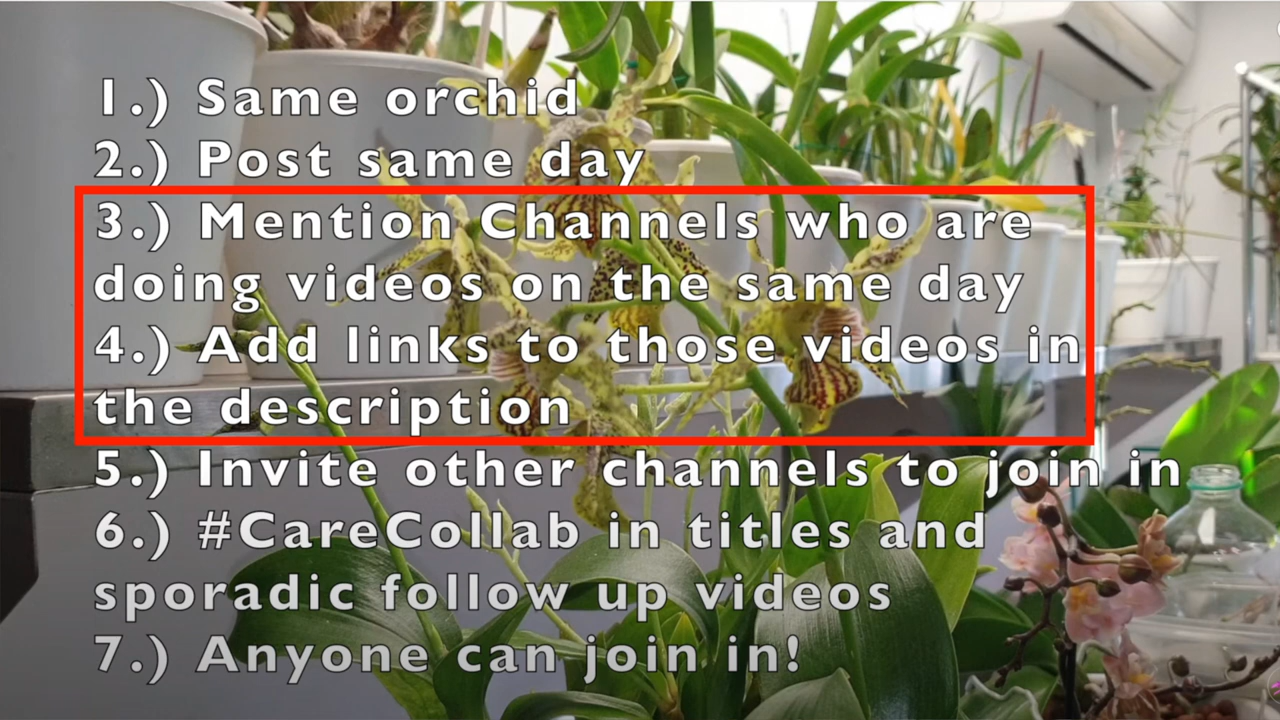 1.) Same orchid
2.) Post same day
3.) Mention Channels who are
doing videos on the same day
4.) Add links to those videos in
the description
5.) Invite other channels to join in
6.) #CareCollab in titles and
sporadic follow up videos
7.) Anyone can join in!